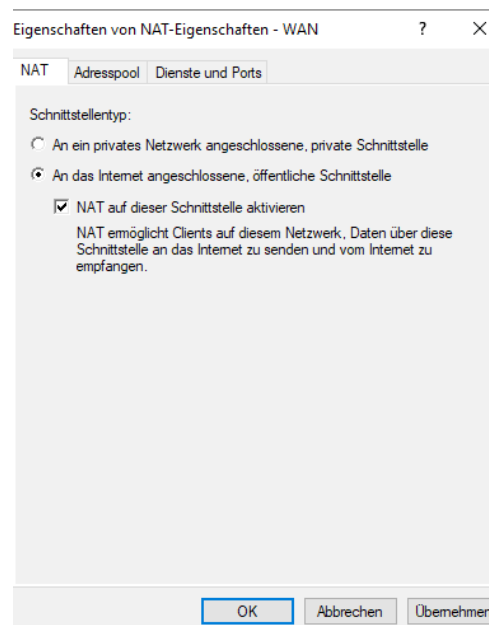 Eigenschaften von NAT-Eigenschaften - WAN ? ✕
NAT Adresspool Dienste und Ports
Schnittstellentyp:
An ein privates Netzwerk angeschlossene, private Schnittstelle
An das Internet angeschlossene, öffentliche Schnittstelle
NAT auf dieser Schnittstelle aktivieren
NAT ermöglicht Clients auf diesem Netzwerk, Daten über diese
Schnittstelle an das Internet zu senden und vom Internet zu
empfangen.
OK Abbrechen Übernehmen